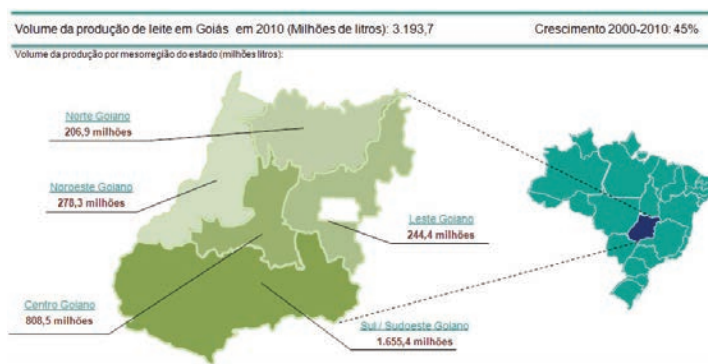 Volume da produção de leite em Goiás em 2010 (Milhões de litros): 3.193,7
Crescimento 2000-2010: 45%
Volume da produção por mesorregião do estado (milhões litros):
Norte Goiano
206,9 milhões
Noroeste Goiano
278,3 milhões
Leste Goiano
244,4 milhões
Centro Goiano
808,5 milhões
Sul / Sudoeste Goiano
1.655,4 milhões